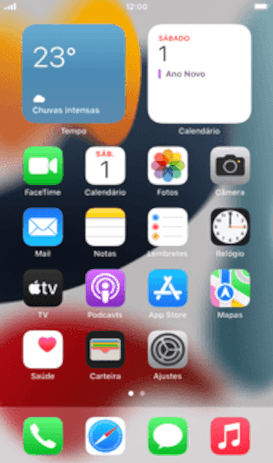 12:00
23°
Chuvas intensas
Tempo
SÁBADO
1
Ano Novo
Calendário
FaceTime
SÁB.
1
Calendário
Fotos
Câmera
Mail
Notas
Lembretes
Relógio
tv
TV
Podcasts
App Store
Mapas
Saúde
Carteira
Ajustes